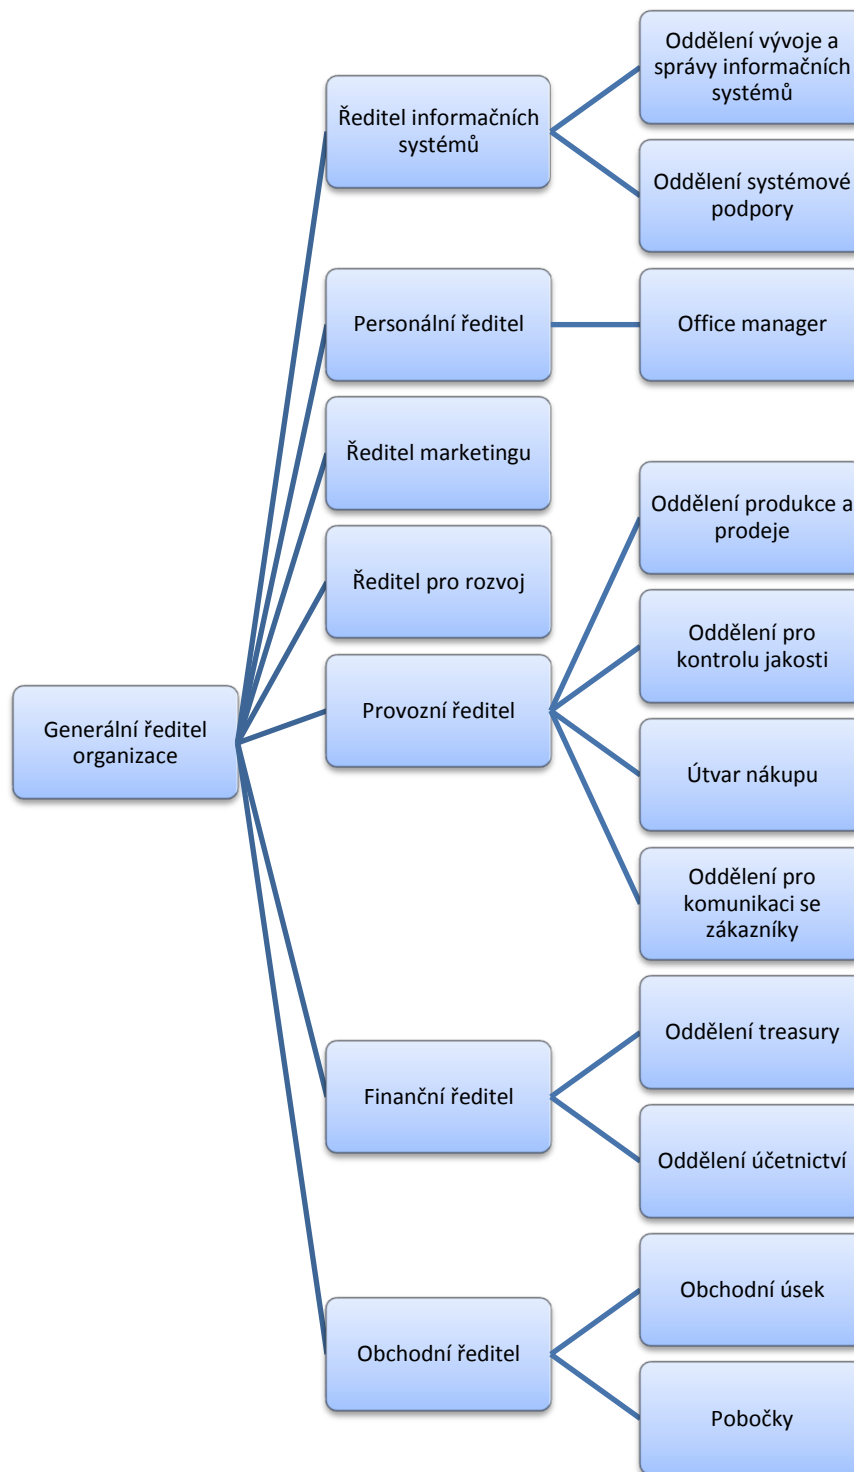 Oddělení vývoje a
správy informačních
systémů
Ředitel informačních
systémů
Oddělení systémové
podpory
Personální ředitel
Office manager
Ředitel marketingu
Oddělení produkce a
prodeje
Ředitel pro rozvoj
Oddělení pro
kontrolu jakosti
Generální ředitel
organizace
Provozní ředitel
Útvar nákupu
Oddělení pro
komunikaci se
zákazníky
Oddělení treasury
Finanční ředitel
Oddělení účetnictví
Obchodní úsek
Obchodní ředitel
Pobočky